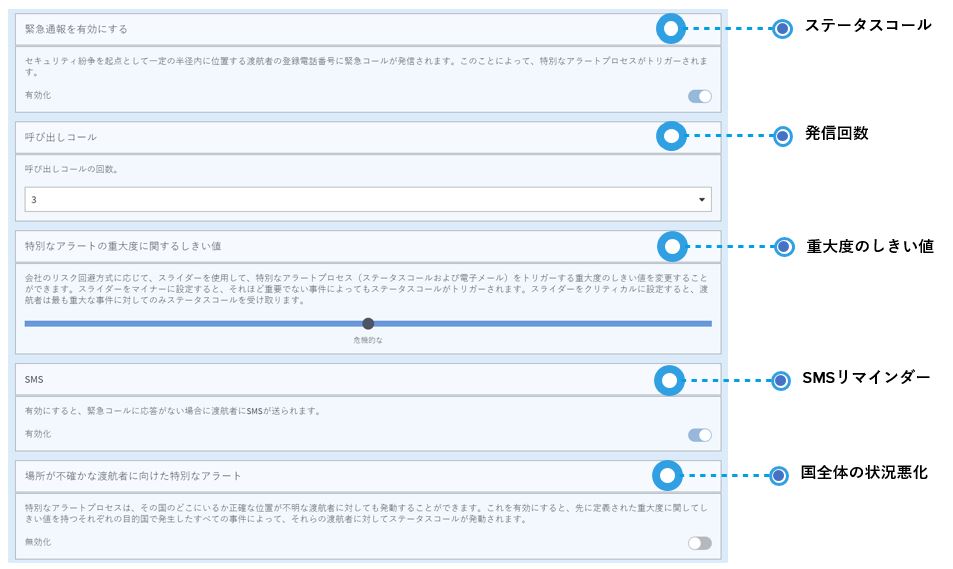 緊急通報を有効にする
ステータスコール
セキュリティ紛争を起点として一定の半径内に位置する渡航者の登録電話番号に緊急コールが発信されます。このことによって、特別なアラートプロセスがトリガーされま
す。
有効化
呼び出しコール
発信回数
呼び出しコールの回数。
3
特別なアラートの重大度に関するしきい値
重大度のしきい値
会社のリスク回避方式に応じて、スライダーを使用して、特別なアラートプロセス（ステータスコールおよび電子メール）をトリガーする重大度のしきい値を変更すること
ができます。スライダーをマイナーに設定すると、それほど重要でない事件によってもステータスコールがトリガーされます。スライダーをクリティカルに設定すると、渡
航者は最も重大な事件に対してのみステータスコールを受け取ります。
危機的な
SMS
SMSリマインダー
有効にすると、緊急コールに応答がない場合に渡航者にSMSが送られます。
有効化
場所が不確かな渡航者に向けた特別なアラート
国全体の状況悪化
特別なアラートプロセスは、その国のどこにいるか正確な位置が不明な渡航者に対しても発動することができます。これを有効にすると、先に定義された重大度に関してし
きい値を持つそれぞれの目的国で発生したすべての事件によって、それらの渡航者に対してステータスコールが発動されます。
無効化